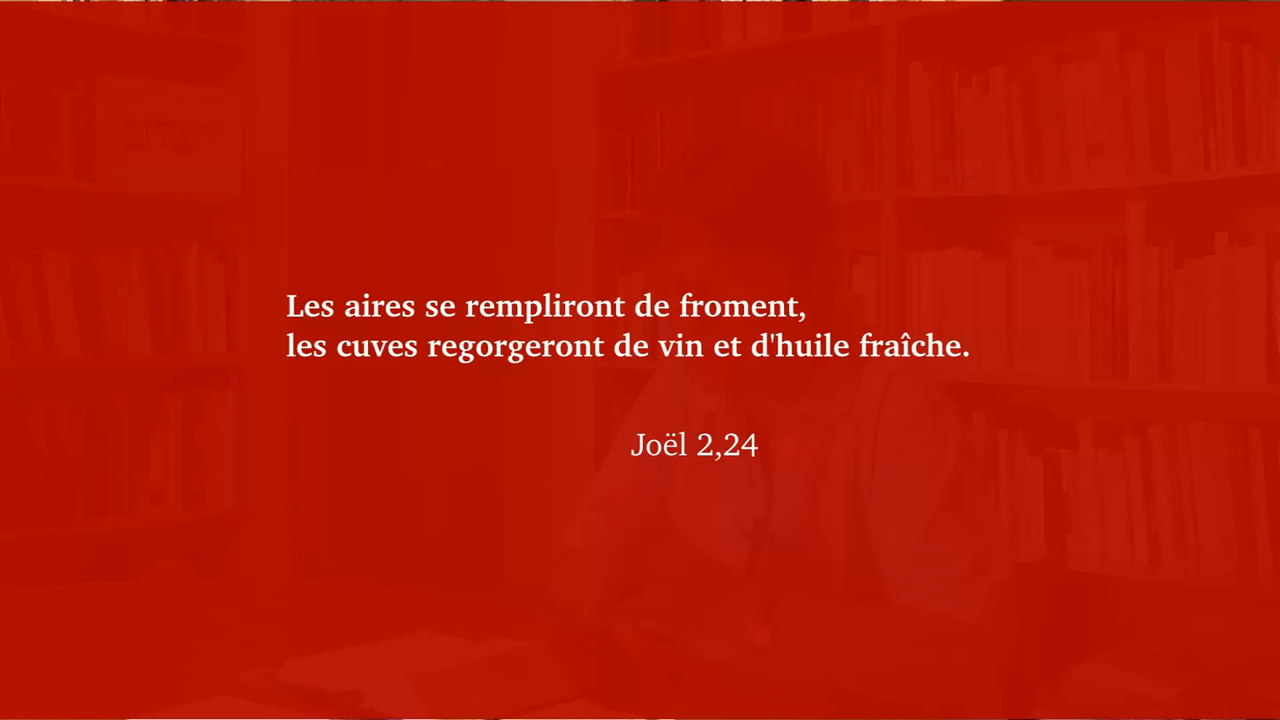 Les aires se rempliront de froment,
les cuves regorgeront de vin et d'huile fraîche.
Joël 2,24